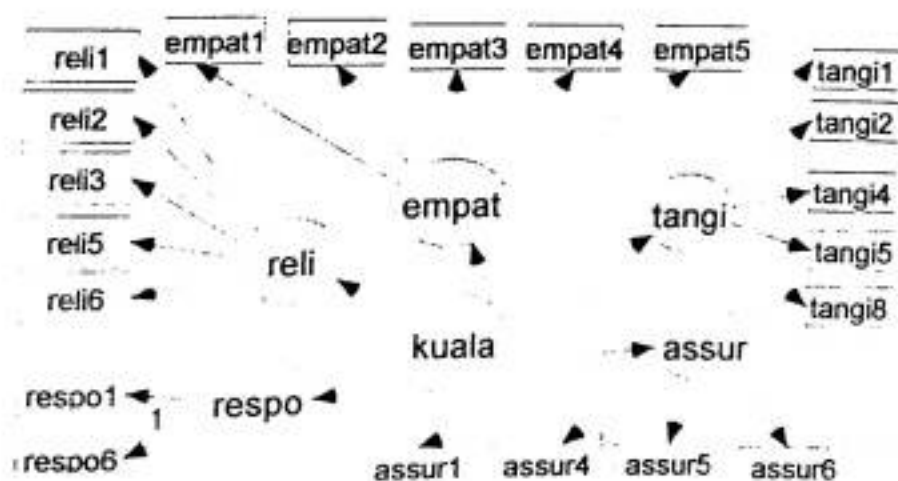 empat1 empat2 empat3 empat4 empat5
reli1
tangi1
reli2
tangi2
reli3
tangi4
empat
tangi
reli5
tangi5
reli
reli6
tangi8
kuala
assur
respo1
respo
1
respo6
assur1 assur4 assur5 assur6